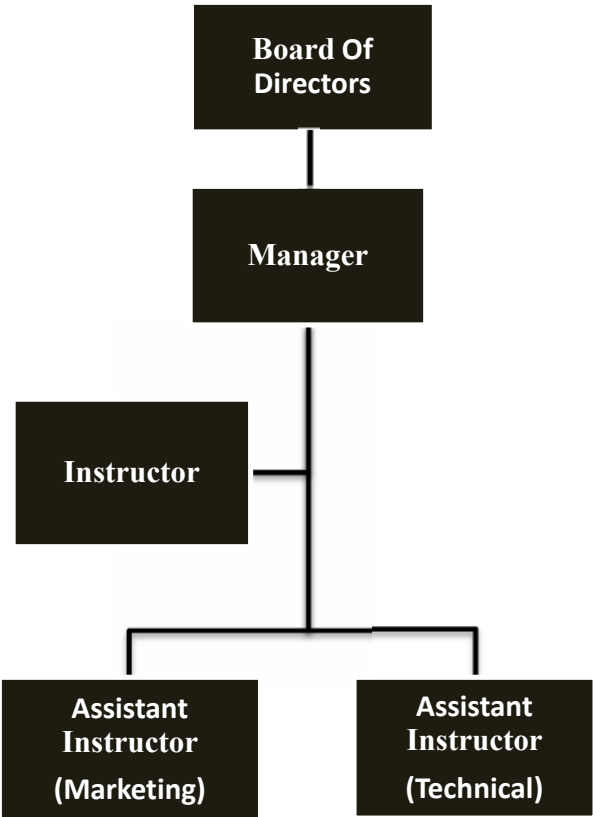 Board Of
Directors
Manager
Instructor
Assistant
Instructor
(Marketing)
Assistant
Instructor
(Technical)